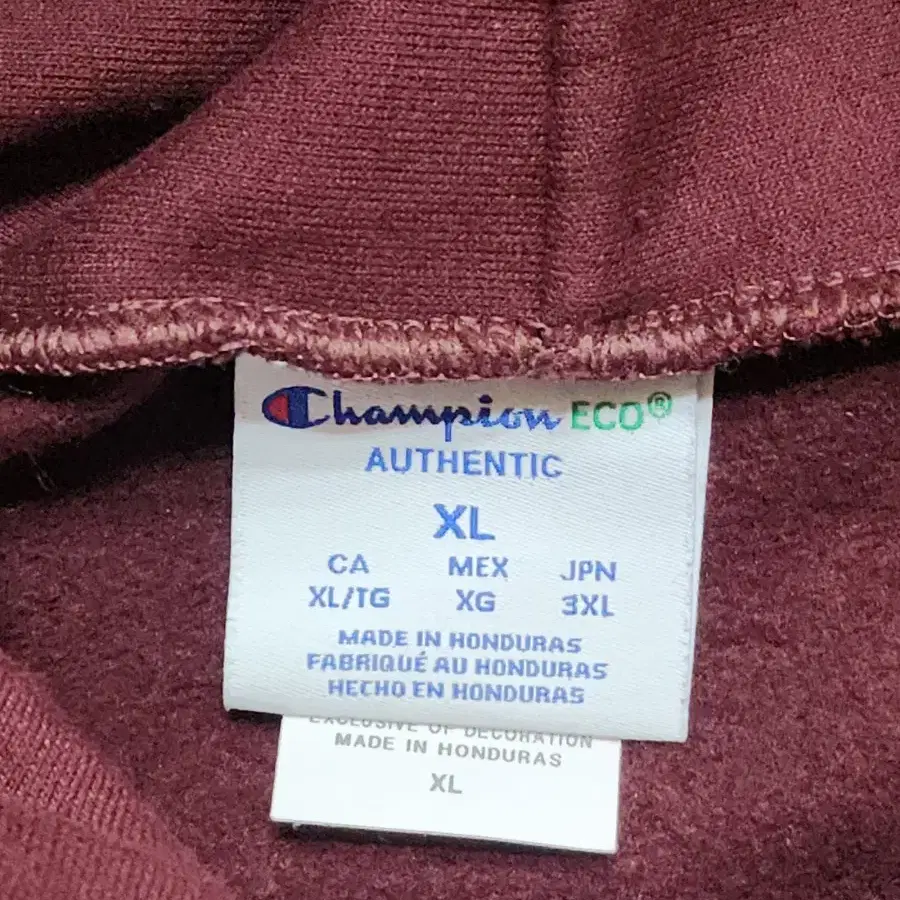 Champion ECO®
AUTHENTIC
XL
CA MEX JPN
XL/TG XG 3XL
MADE IN HONDURAS
FABRIQUÉ AU HONDURAS
HECHO EN HONDURAS
EXCLUSIVE OF DECORATION
MADE IN HONDURAS
XL